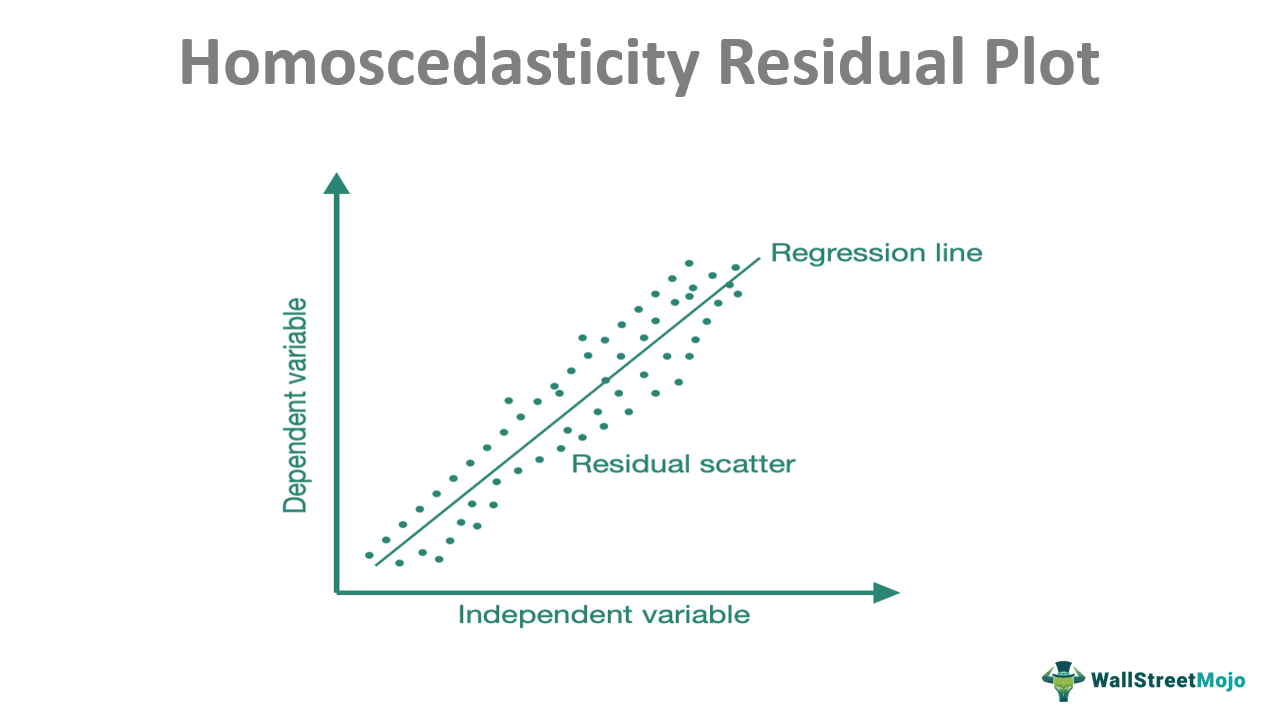 Homoscedasticity Residual Plot
Regression line
Dependent variable
Residual scatter
Independent variable
WallStreetMojo